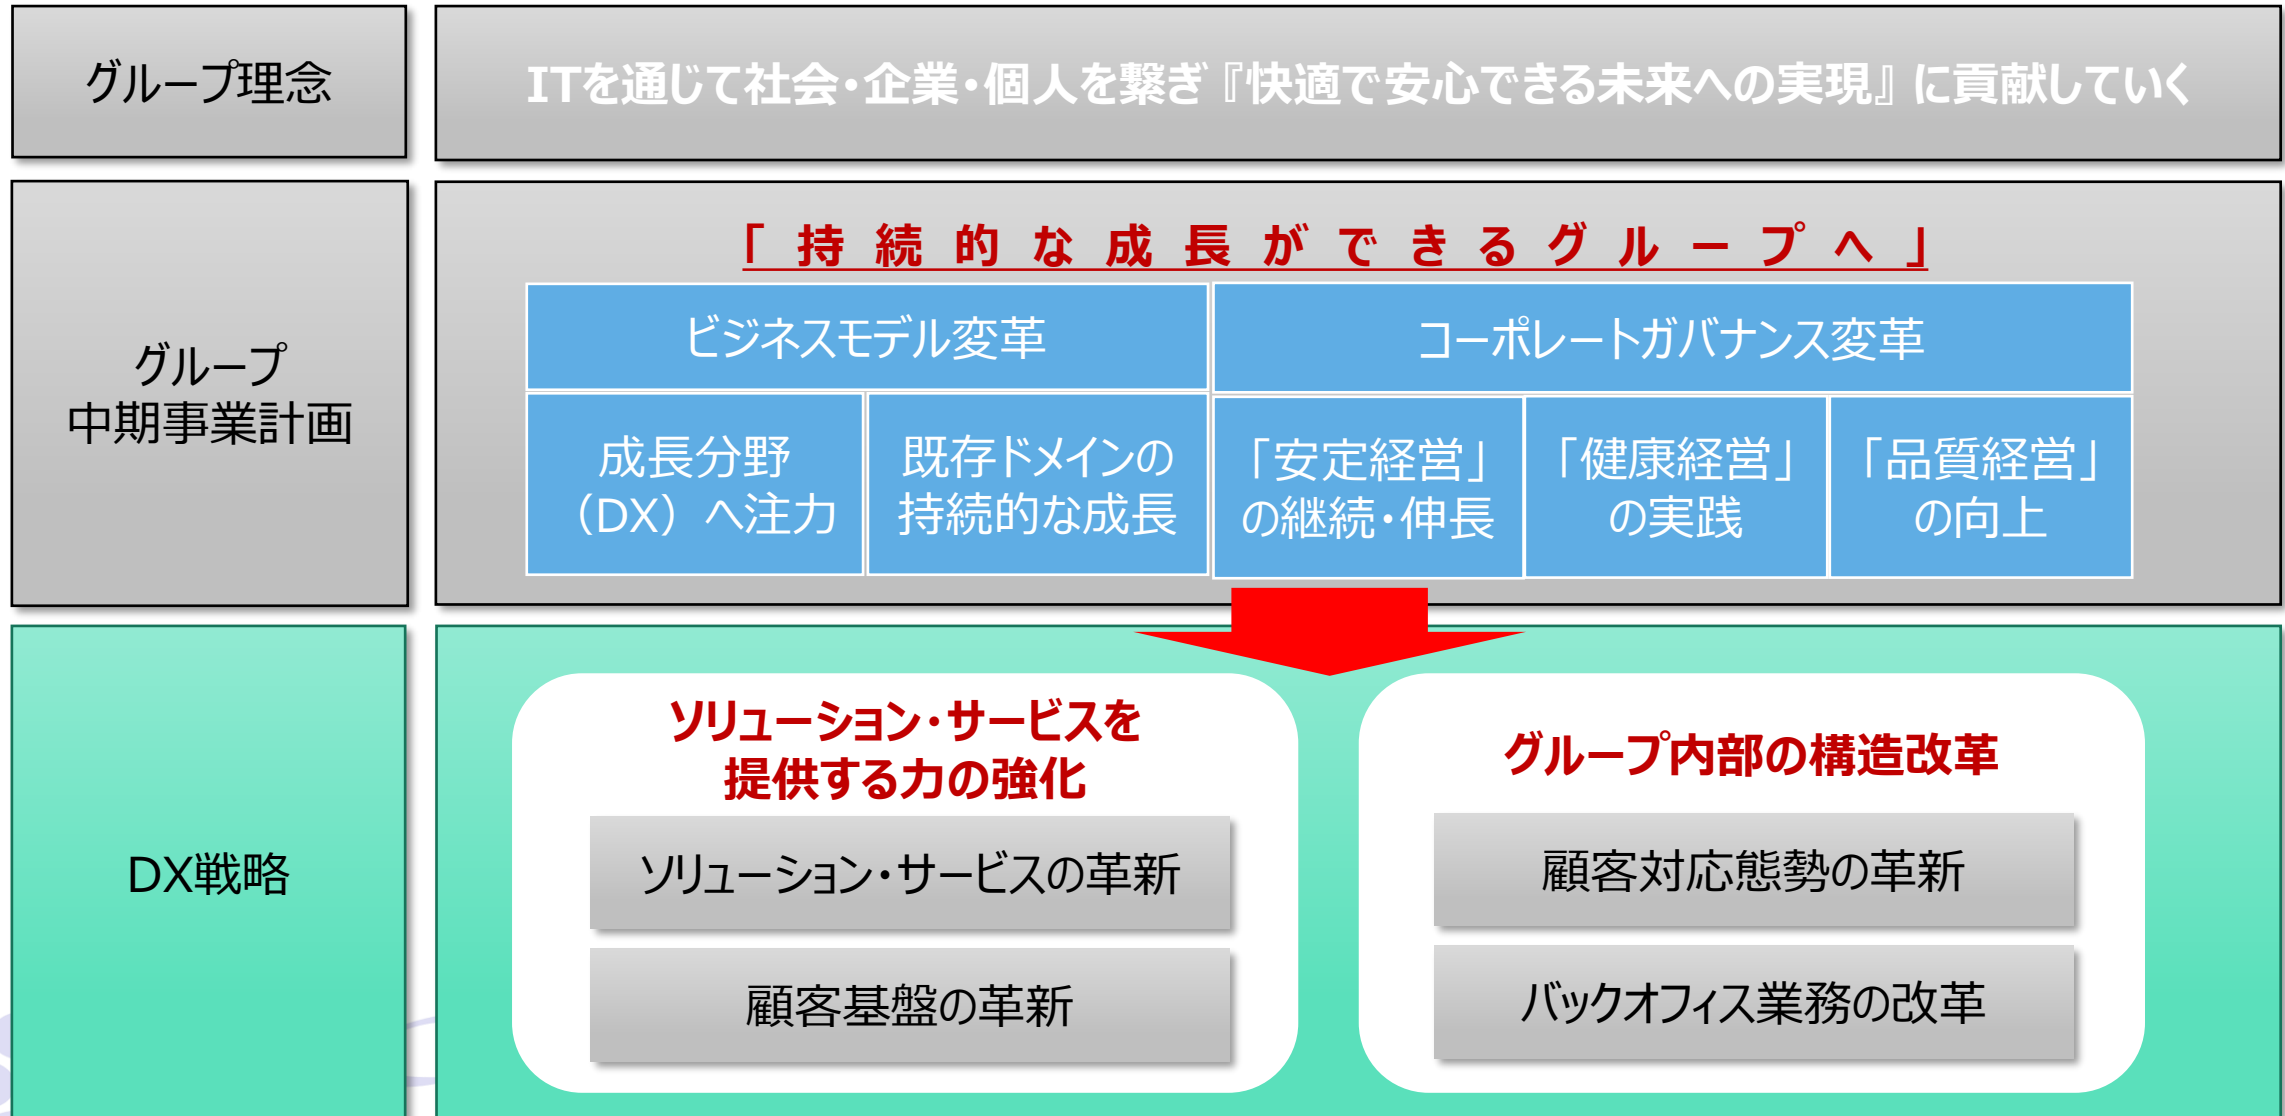 グループ理念
ITを通じて社会・企業・個人を繋ぎ『快適で安心できる未来への実現』に貢献していく
グループ
中期事業計画
「持続的な成長ができるグループへ」
ビジネスモデル変革
コーポレートガバナンス変革
成長分野
（DX）へ注力
既存ドメインの
持続的な成長
「安定経営」
の継続・伸長
「健康経営」
の実践
「品質経営」
の向上
DX戦略
ソリューション・サービスを
提供する力の強化
ソリューション・サービスの革新
顧客基盤の革新
グループ内部の構造改革
顧客対応態勢の革新
バックオフィス業務の改革